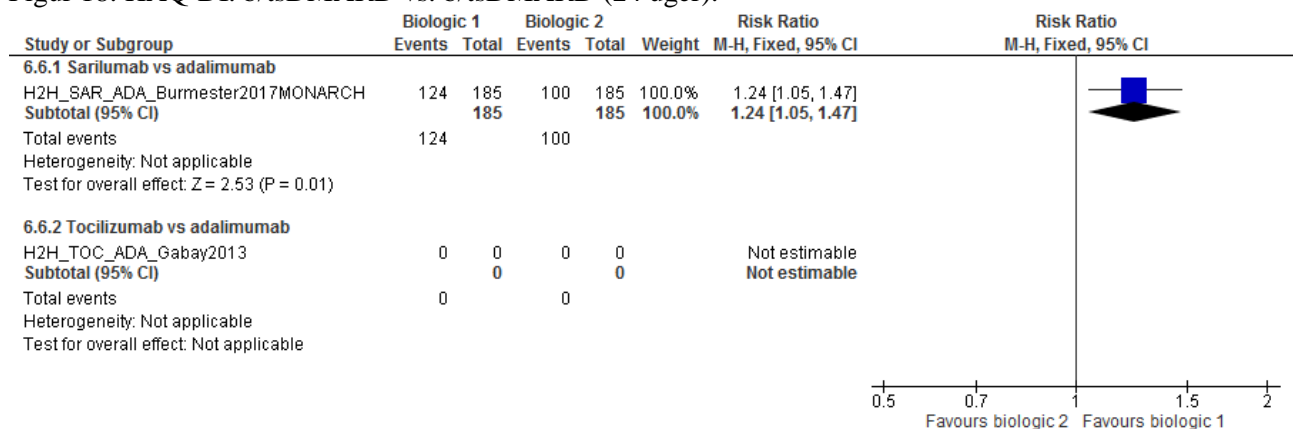 Biologic 1 Biologic 2 Risk Ratio Risk Ratio
Study or Subgroup Events Total Events Total Weight M-H, Fixed, 95% CI M-H, Fixed, 95% CI
6.6.1 Sarilumab vs adalimumab
H2H_SAR_ADA_Burmester2017MONARCH 124 185 100 185 100.0% 1.24 [1.05, 1.47]
Subtotal (95% CI) 185 185 100.0% 1.24 [1.05, 1.47]
Total events 124 100
Heterogeneity: Not applicable
Test for overall effect: Z = 2.53 (P = 0.01)
6.6.2 Tocilizumab vs adalimumab
H2H_TOC_ADA_Gabay2013 0 0 0 0 Not estimable
Subtotal (95% CI) 0 0 Not estimable
Total events 0 0
Heterogeneity: Not applicable
Test for overall effect: Not applicable
0.5 0.7 1 1.5 2
Favours biologic 2 Favours biologic 1